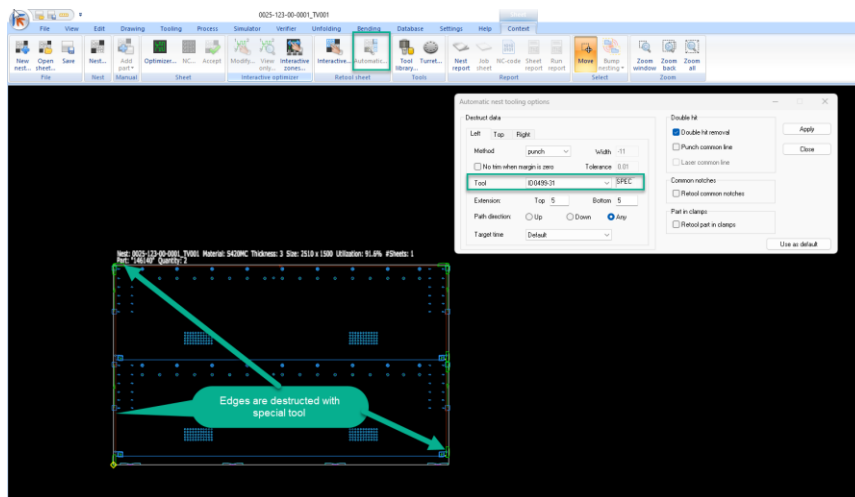 0025-123-00-0001_TV001
File View Edit Drawing Tooling Process Simulator Verifier Unfolding Bending Database Settings Help Context
New nest... Open sheet... Save Nest... Add part Optimizer... NC... Accept Modify... View only... Interactive zones... Interactive... Automatic... Tool library... Turret... Nest report Job sheet NC-code Sheet report Run report Move Bump nesting Zoom window Zoom back Zoom all
File Nest Manual Sheet Interactive optimizer Retool sheet Tools Report Select Zoom
Automatic nest tooling options
Destruct data
Left Top Right
Method punch Width -11
No trim when margin is zero Tolerance 0.01
Tool ID0499-31 SPEC
Extension: Top 5 Bottom 5
Path direction: Up Down Any
Target time Default
Double hit
Double hit removal
Punch common line
Laser common line
Common notches
Retool common notches
Part in clamps
Retool part in clamps
Apply
Close
Use as default
Nest: 0025-123-00-0001_TV001 Material: S420MC Thickness: 3 Size: 2510 x 1500 Utilization: 91.6% #Sheets: 1
Part: "146140" Quantity: 2
Edges are destructed with
special tool